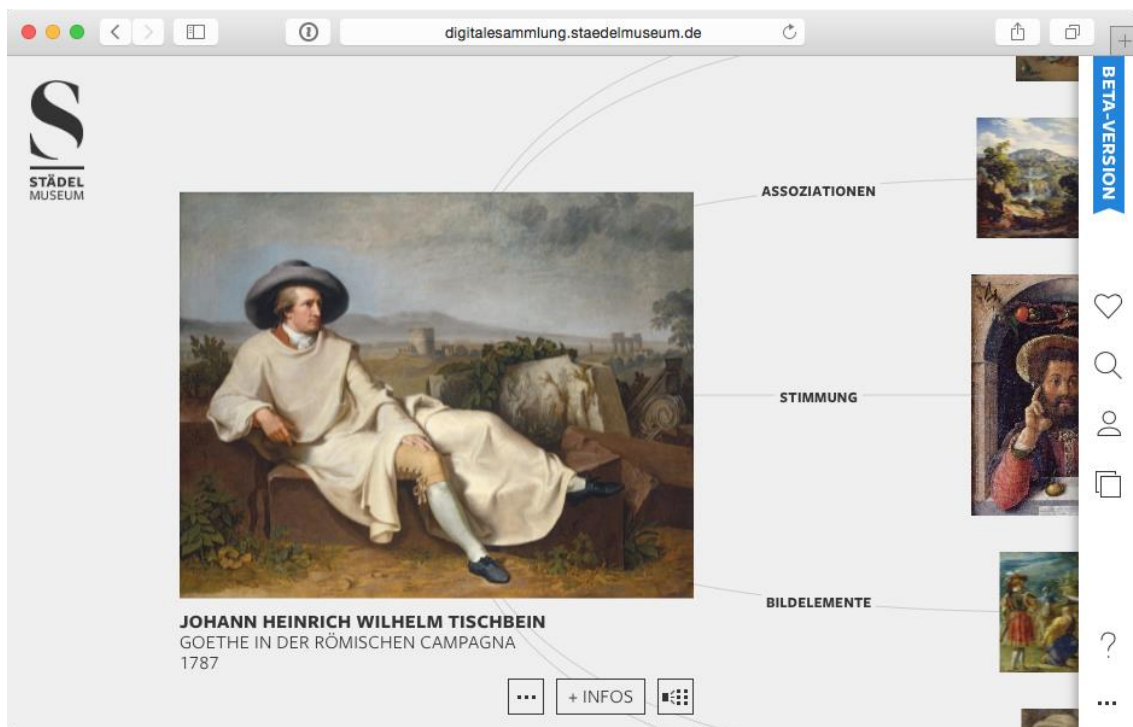 digitalesammlung.staedelmuseum.de
STÄDEL
MUSEUM
BETA-VERSION
ASSOZIATIONEN
STIMMUNG
BILDELEMENTE
JOHANN HEINRICH WILHELM TISCHBEIN
GOETHE IN DER RÖMISCHEN CAMPAGNA
1787
+ INFOS
?